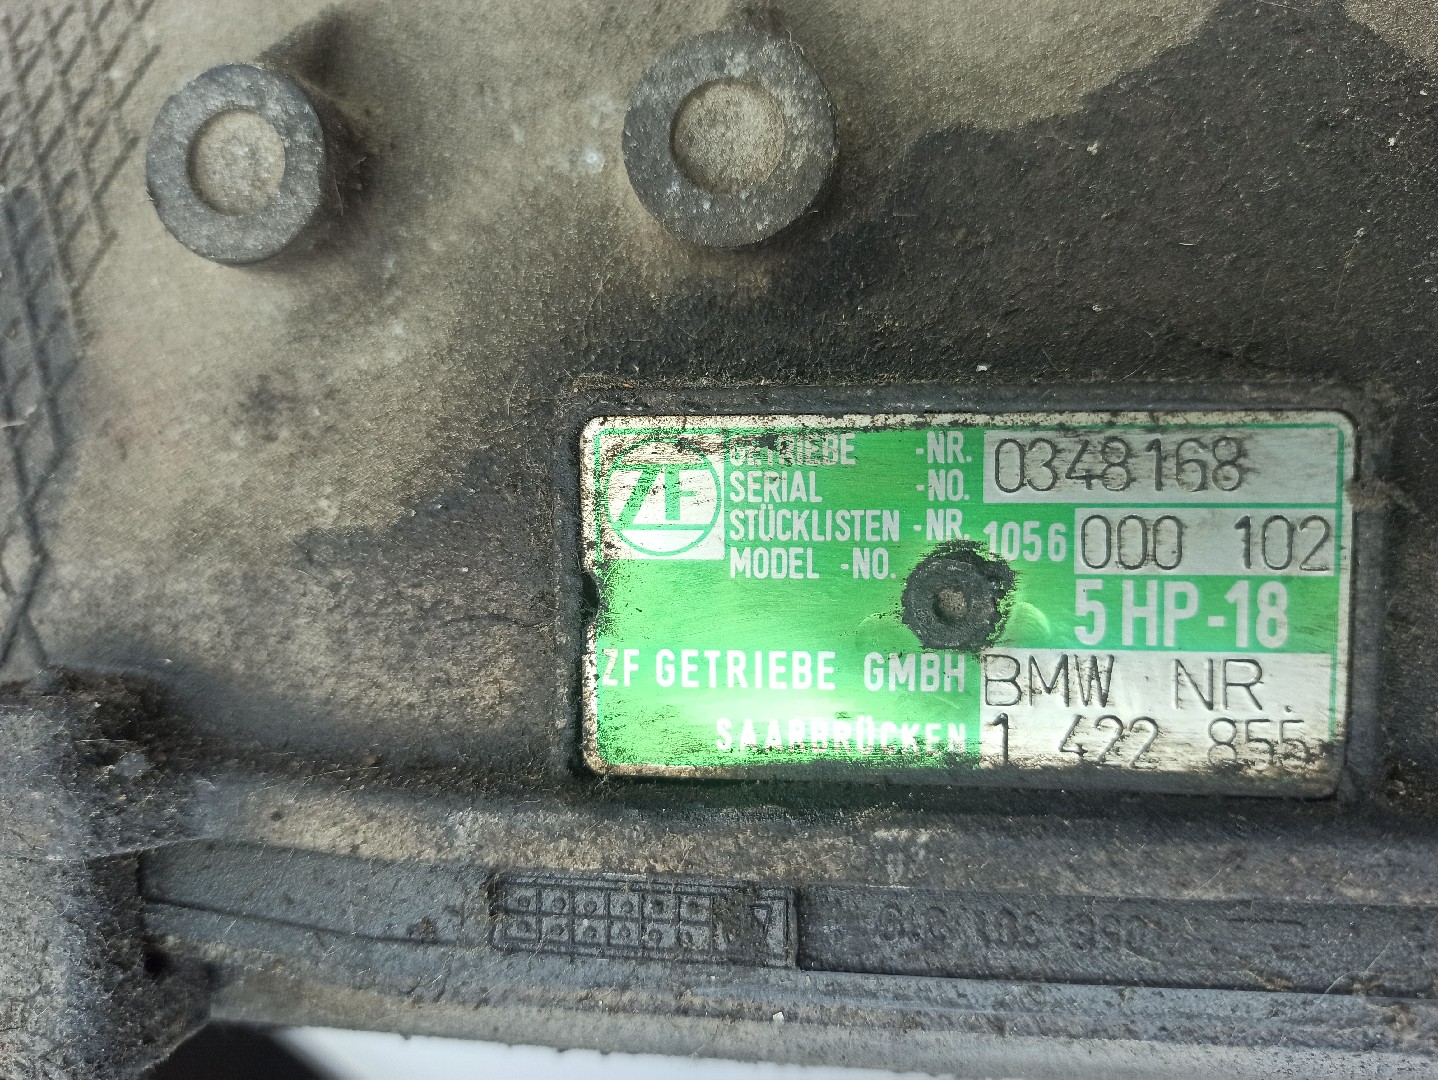 ZF
GETRIEBE -NR. 0348168
SERIAL -NO.
STÜCKLISTEN -NR. 1056 000 102
MODEL -NO.
5 HP-18
ZF GETRIEBE GMBH BMW NR.
SAARBRÜCKEN 1 422 855